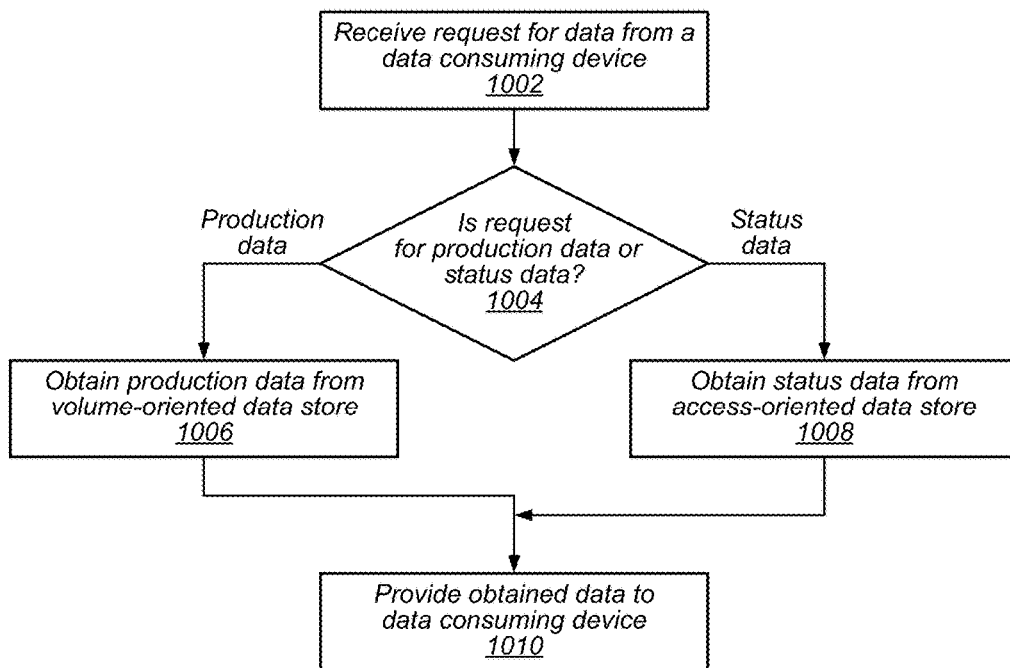 Receive request for data from a
data consuming device
1002
Production
data
Is request
for production data or
status data?
1004
Status
data
Obtain production data from
volume-oriented data store
1006
Obtain status data from
access-oriented data store
1008
Provide obtained data to
data consuming device
1010